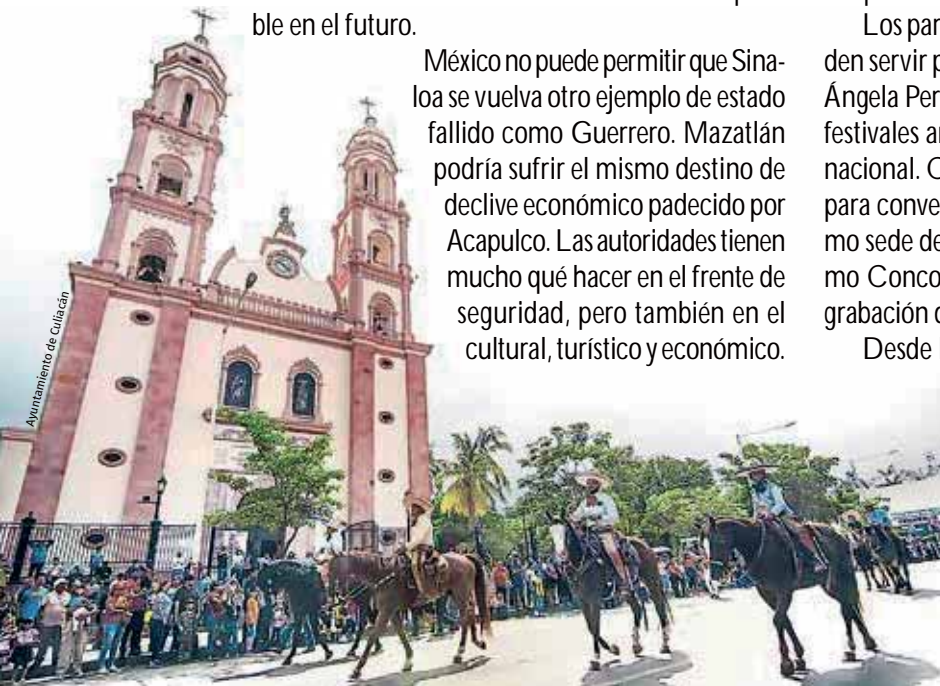 ble en el futuro.
México no puede permitir que Sina-
loa se vuelva otro ejemplo de estado
fallido como Guerrero. Mazatlán
podría sufrir el mismo destino de
declive económico padecido por
Acapulco. Las autoridades tienen
mucho qué hacer en el frente de
seguridad, pero también en el
cultural, turístico y económico.
Los par
den servir p
Ángela Per
festivales a
nacional. C
para conve
mo sede de
mo Conco
grabación
Desde
Ayuntamiento de Culiacán